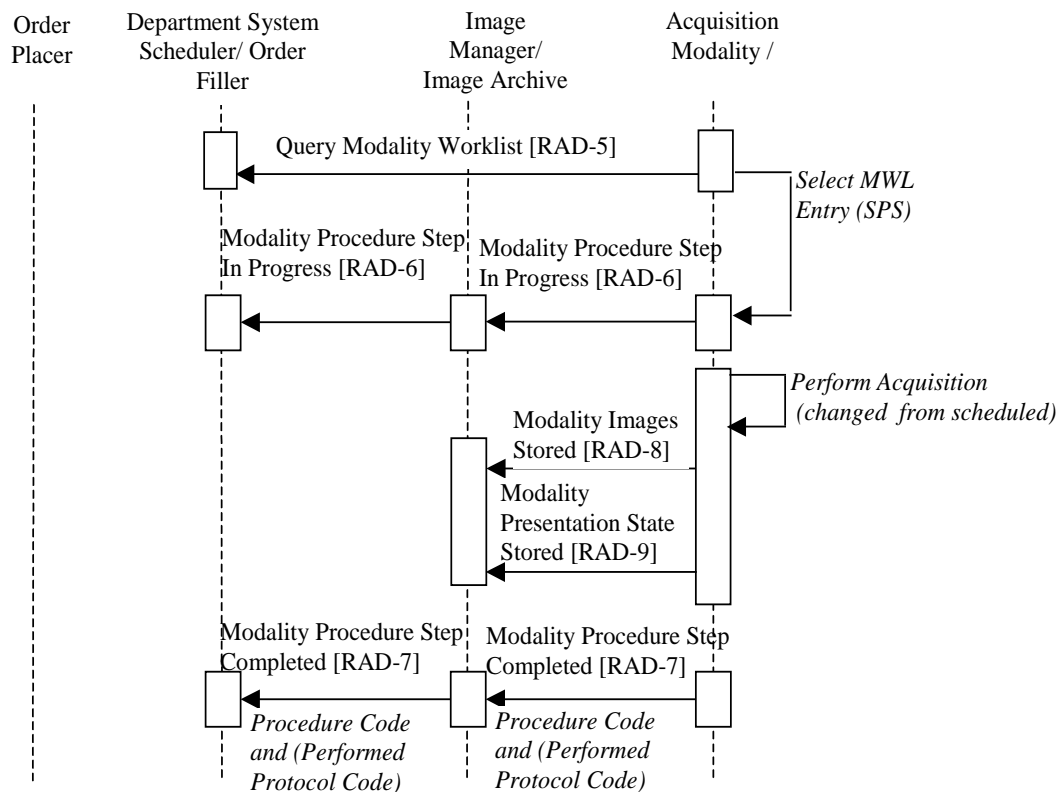 Order
Placer
Department System
Scheduler/ Order
Filler
Image
Manager/
Image Archive
Acquisition
Modality /
Query Modality Worklist [RAD-5]
Select MWL
Entry (SPS)
Modality Procedure Step
In Progress [RAD-6]
Modality Procedure Step
In Progress [RAD-6]
Perform Acquisition
(changed from scheduled)
Modality Images
Stored [RAD-8]
Modality
Presentation State
Stored [RAD-9]
Modality Procedure Step
Completed [RAD-7]
Modality Procedure Step
Completed [RAD-7]
Procedure Code
and (Performed
Protocol Code)
Procedure Code
and (Performed
Protocol Code)